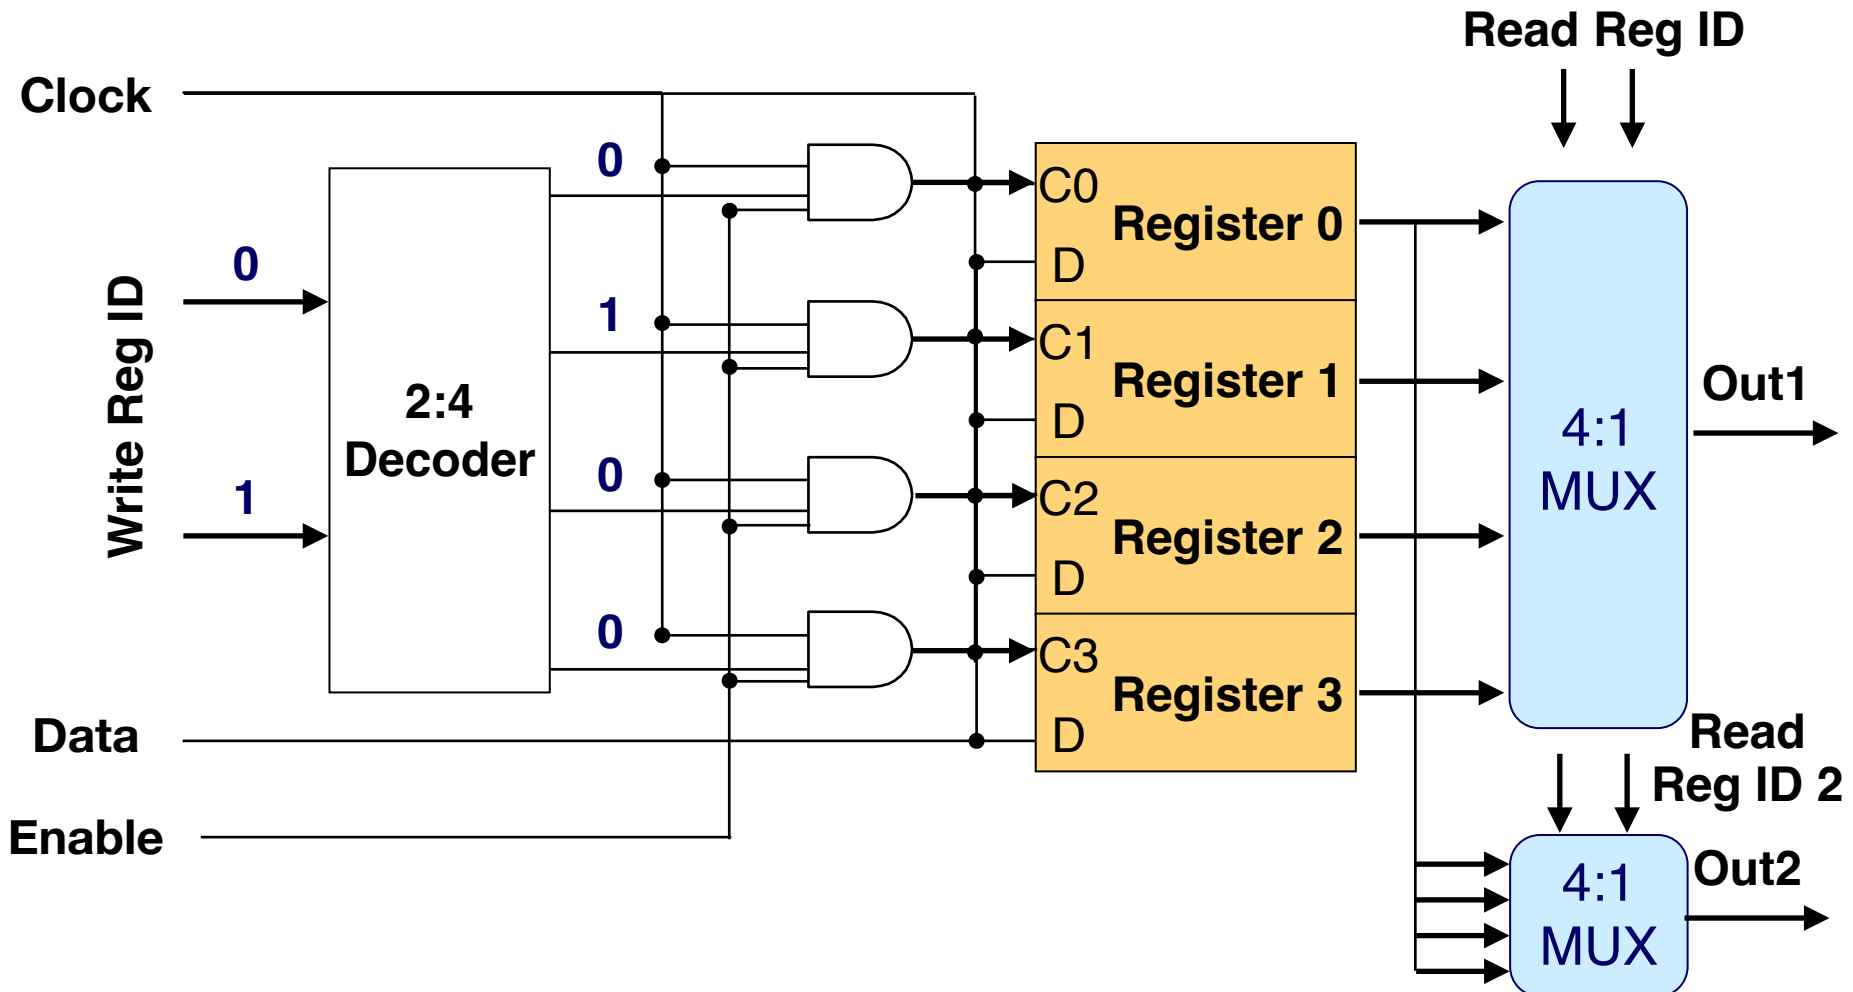 Read Reg ID
Clock
0
C0
Register 0
D
0
1
C1
Register 1
D
Write Reg ID
2:4
Decoder
4:1
MUX
Out1
1
0
C2
Register 2
D
0
C3
Register 3
D
Data
Read
Reg ID 2
Enable
4:1
MUX
Out2